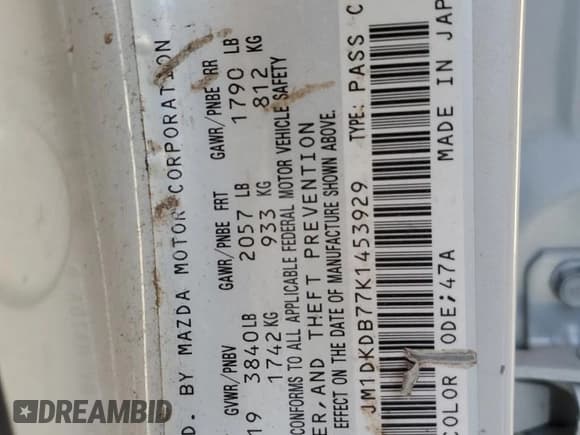 D. BY MAZDA MOTOR CORPORATION
GVWR/PNBV GAWR/PNBE FRT GAWR/PNBE RR
19 3840LB 2057 LB 1790 LB
1742KG 933 KG 812 KG
CONFORMS TO ALL APPLICABLE FEDERAL MOTOR VEHICLE SAFETY
ER, AND THEFT PREVENTION
EFFECT ON THE DATE OF MANUFACTURE SHOWN ABOVE.
JM1DKDB77K1453929 TYPE: PASS C
COLOR ODE;47A MADE IN JAP
DREAMBID